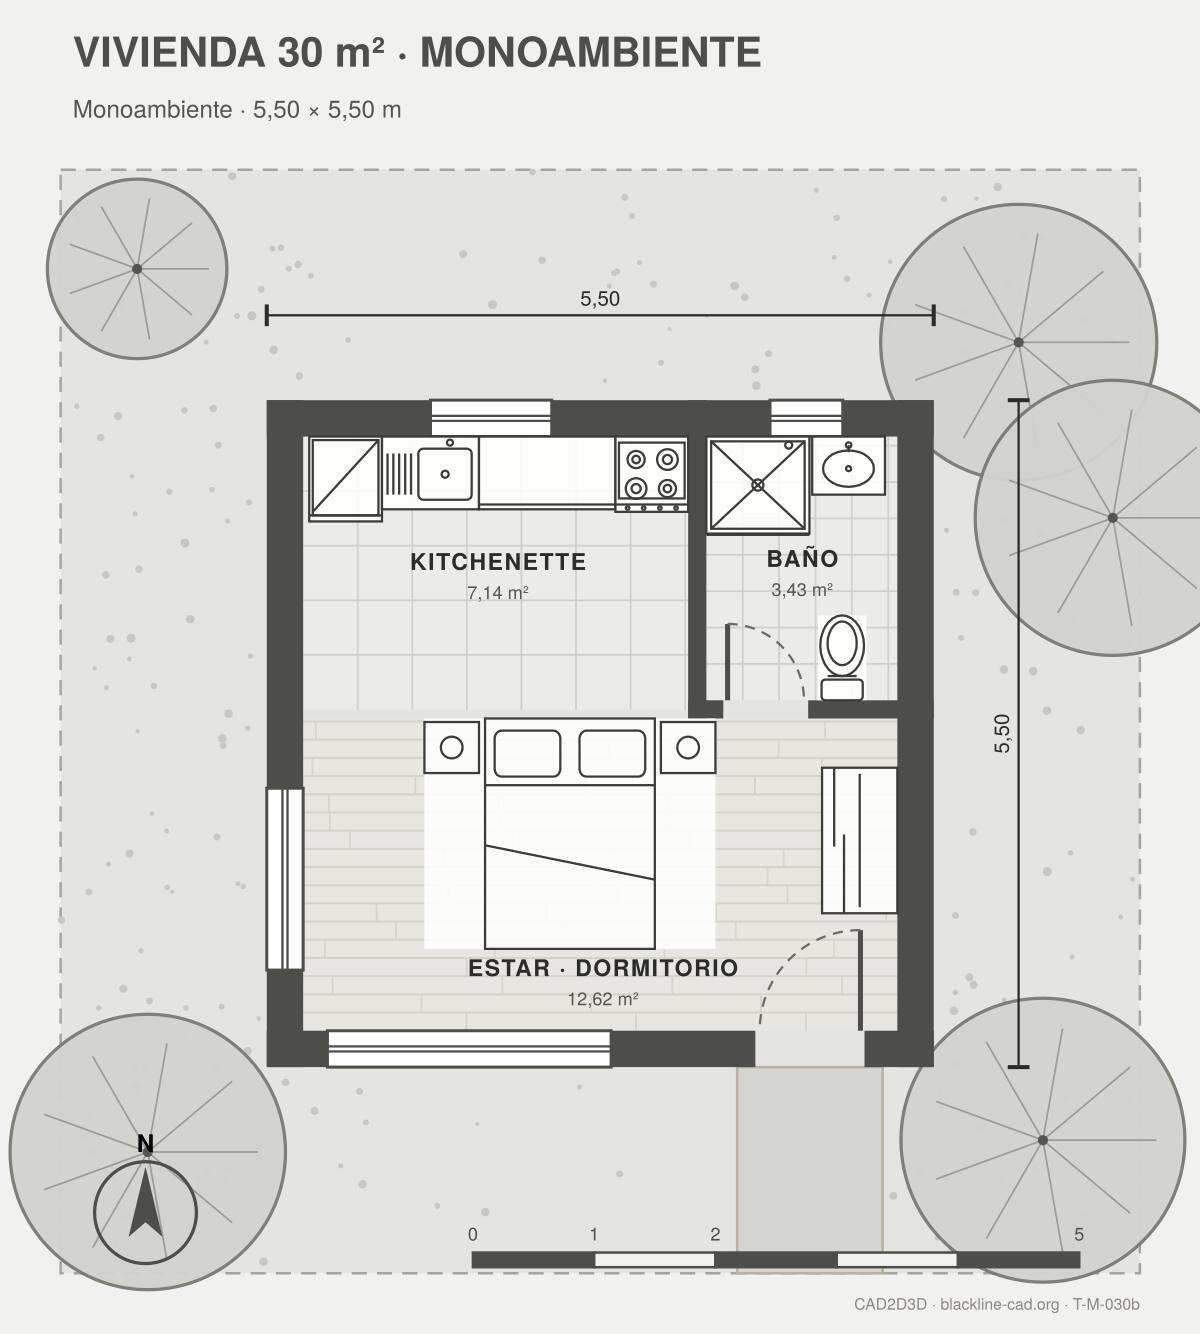 VIVIENDA 30 m² · MONOAMBIENTE
Monoambiente · 5,50 × 5,50 m
5,50
KITCHENETTE
7,14 m²
BAÑO
3,43 m²
5,50
ESTAR · DORMITORIO
12,62 m²
N
0 1 2 5
CAD2D3D · blackline-cad.org · T-M-030b